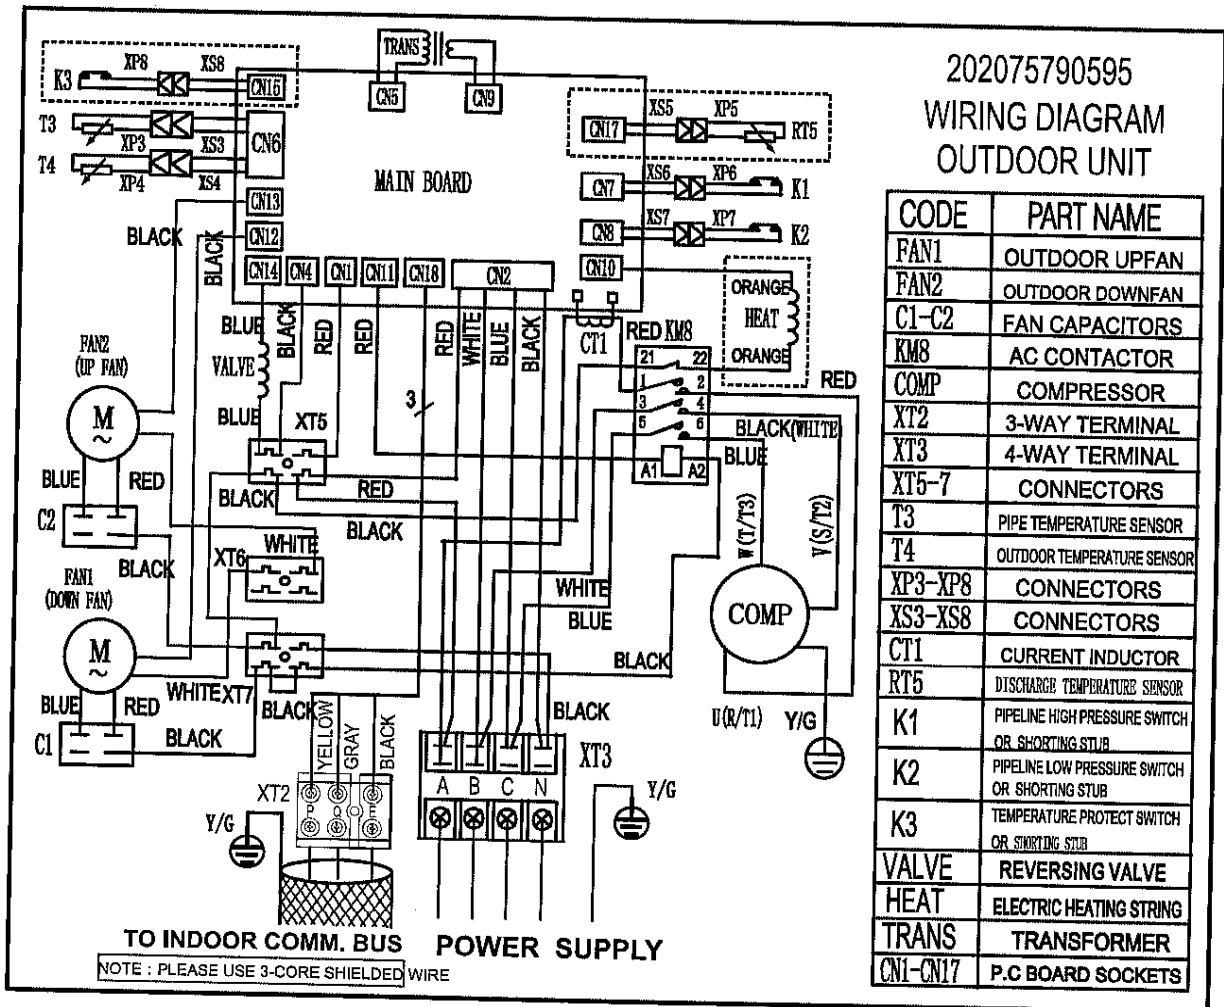 202075790595
WIRING DIAGRAM
OUTDOOR UNIT
CODE PART NAME
FAN1 OUTDOOR UPFAN
FAN2 OUTDOOR DOWNFAN
C1-C2 FAN CAPACITORS
KM8 AC CONTACTOR
COMP COMPRESSOR
XT2 3-WAY TERMINAL
XT3 4-WAY TERMINAL
XT5-7 CONNECTORS
T3 PIPE TEMPERATURE SENSOR
T4 OUTDOOR TEMPERATURE SENSOR
XP3-XP8 CONNECTORS
XS3-XS8 CONNECTORS
CT1 CURRENT INDUCTOR
RT5 DISCHARGE TEMPERATURE SENSOR
K1 PIPELINE HIGH PRESSURE SWITCH
OR SHORTING STUB
K2 PIPELINE LOW PRESSURE SWITCH
OR SHORTING STUB
K3 TEMPERATURE PROTECT SWITCH
OR SHORTING STUB
VALVE REVERSING VALVE
HEAT ELECTRIC HEATING STRING
TRANS TRANSFORMER
CN1-CN17 P.C BOARD SOCKETS
TRANS
XP8 XS8
K3 CN15 CN5 CN9
XS5 XP5
T3 CN17 RT5
XP3 XS3 CN6
T4 MAIN BOARD XS6 XP6
XP4 XS4 CN7 K1
CN13 XS7 XP7
BLACK CN12 CN8 K2
BLACK
CN14 CN4 CN1 CN11 CN18 CN2 CN10
ORANGE
HEAT
ORANGE
BLUE BLACK RED RED RED WHITE BLUE BLACK CT1 RED KM8
FAN2
(UP FAN)
VALVE
21 22
1 2 RED
3 4
5 6
BLACK(WHITE
BLUE
A1 A2
M
~
BLUE XT5 3
BLUE RED
BLACK RED
BLACK
C2
WHITE
XT6
BLACK
FAN1
(DOWN FAN)
W(T/T3) V(S/T2)
WHITE
BLUE
COMP
M
~
BLACK
WHITE XT7
BLUE RED
BLACK BLACK
U(R/T1) Y/G
C1 BLACK
YELLOW GRAY BLACK
XT3
A B C N
XT2
P Q E
Y/G Y/G
TO INDOOR COMM. BUS POWER SUPPLY
NOTE : PLEASE USE 3-CORE SHIELDED WIRE